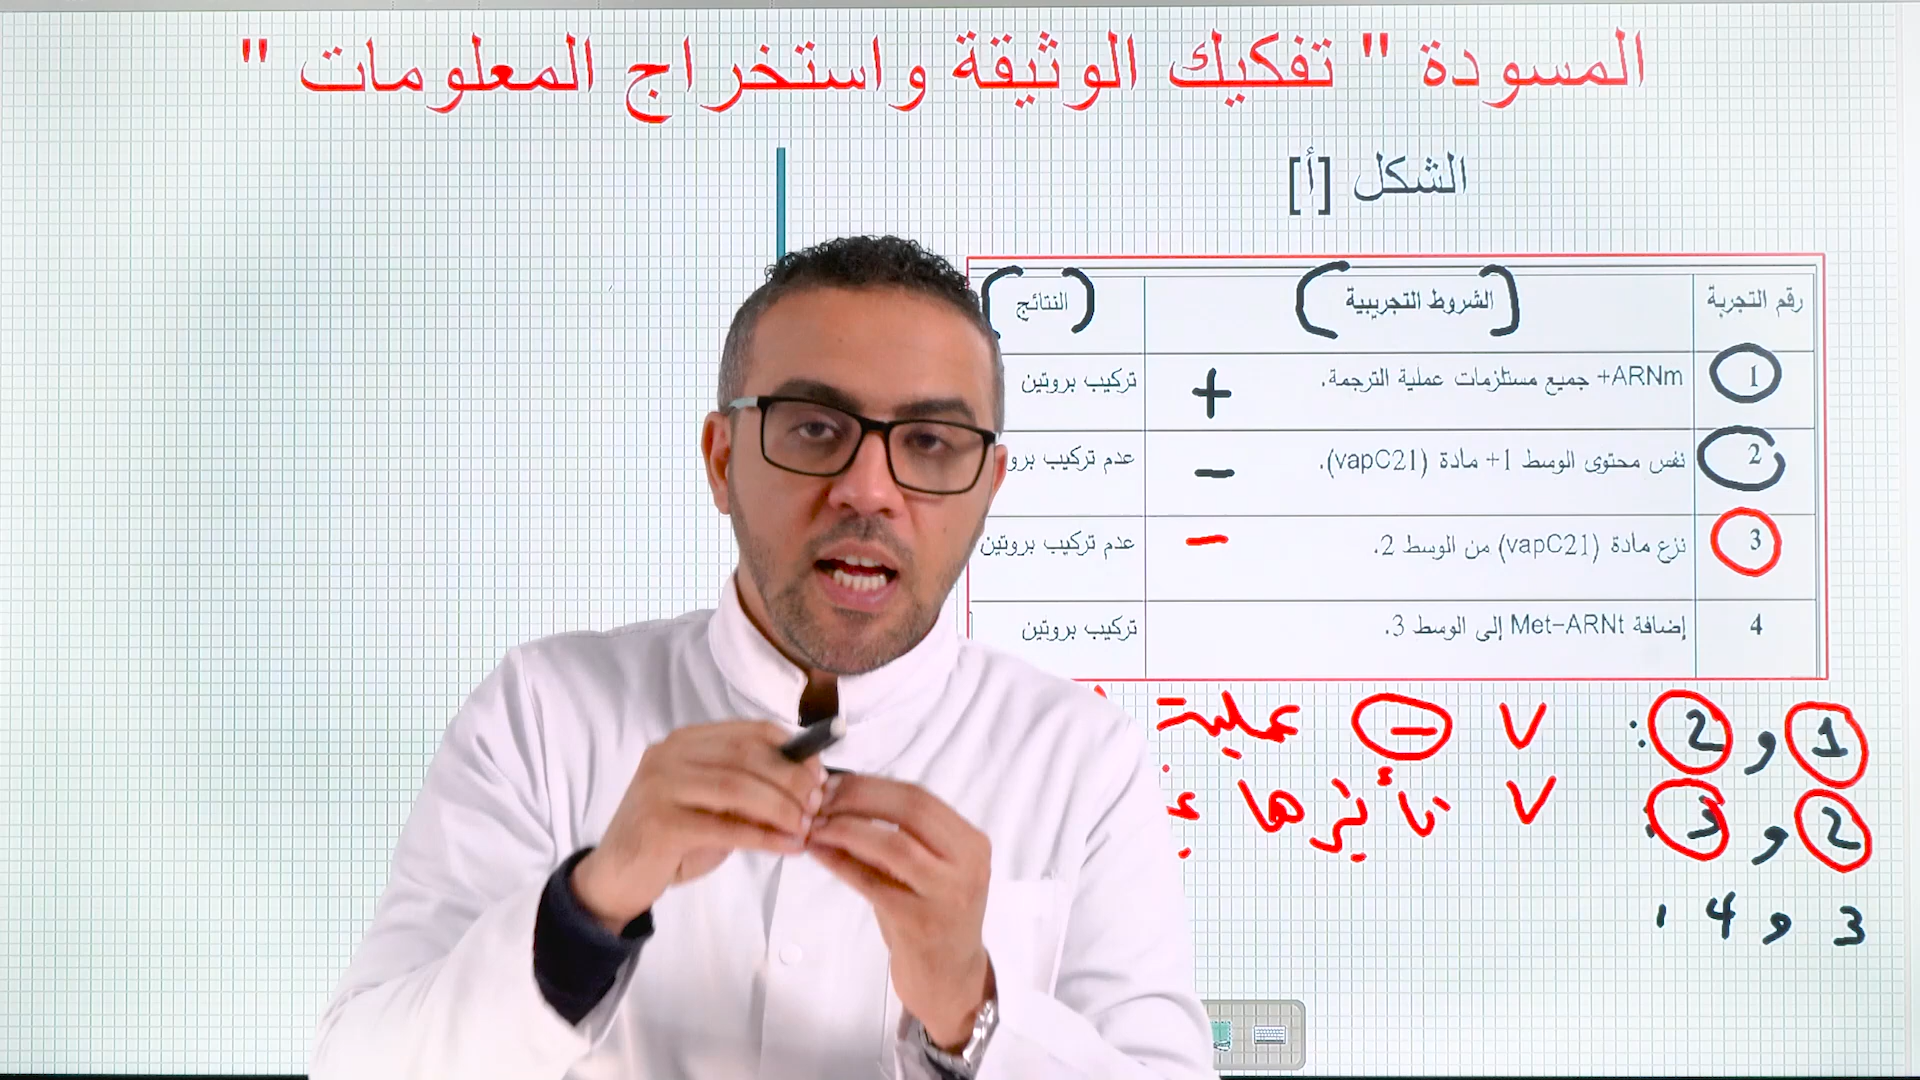 المسودة " تفكيك الوثيقة واستخراج المعلومات "
الشكل [أ]
رقم التجربة الشروط التجريبية النتائج
1 ARNm+ جميع مستلزمات عملية الترجمة. + تركيب بروتين
2 نفس محتوى الوسط 1+ مادة (vapC21). − عدم تركيب
3 نزع مادة (vapC21) من الوسط 2. − عدم تركيب بروتين
4 إضافة Met-ARNt إلى الوسط 3. تركيب بروتين
1 و 2 : − عملية
2 و 3 : تأثيرها
3 و 4 :